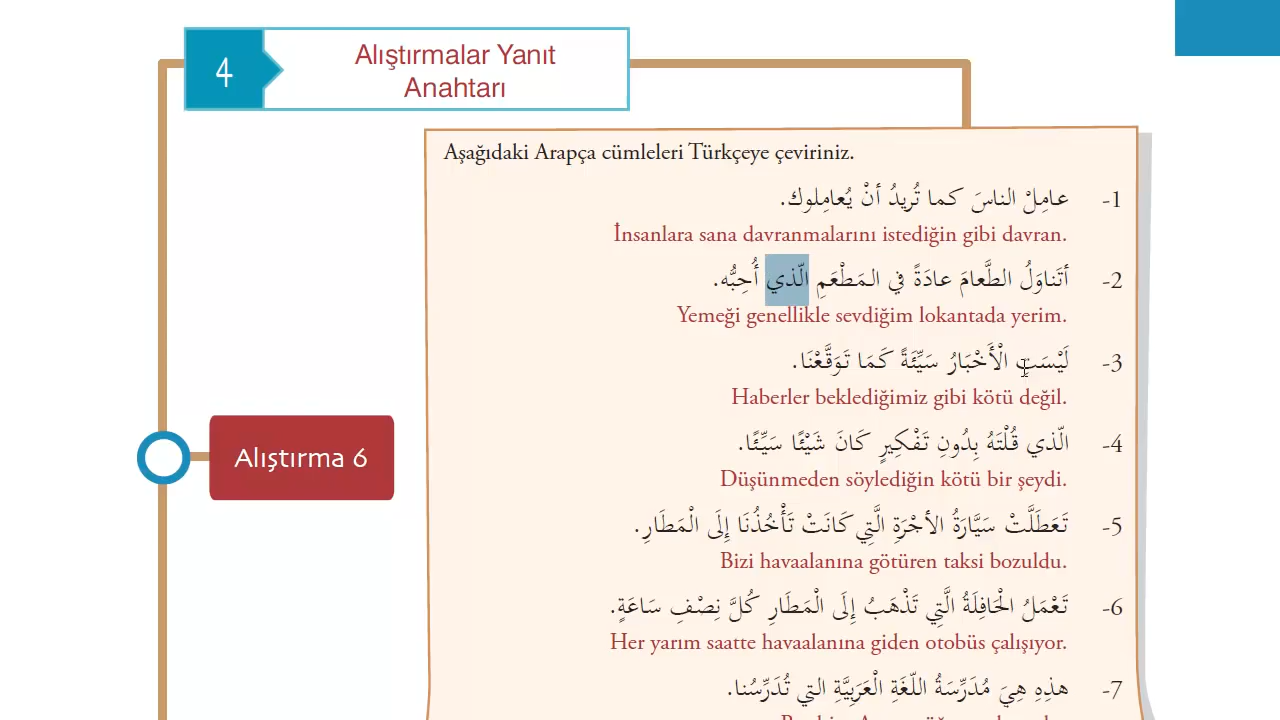 4
Alıştırmalar Yanıt
Anahtarı
Aşağıdaki Arapça cümleleri Türkçeye çeviriniz.
1- عامِلْ الناسَ كما تُريدُ أنْ يُعامِلوك.
İnsanlara sana davranmalarını istediğin gibi davran.
2- أتَناوَلُ الطَّعامَ عادَةً في المَطْعَمِ الّذي أُحِبُّه.
Yemeği genellikle sevdiğim lokantada yerim.
3- لَيْسَتِ الْأَخْبَارُ سَيِّئَةً كَمَا تَوَقَّعْنَا.
Haberler beklediğimiz gibi kötü değil.
4- الّذي قُلْتَهُ بِدُونِ تَفْكِيرٍ كَانَ شَيْئًا سَيِّئًا.
Düşünmeden söylediğin kötü bir şeydi.
Alıştırma 6
5- تَعَطَلَّتْ سَيَّارَةُ الأجْرَةِ الَّتِي كَانَتْ تَأْخُذُنَا إِلَى الْمَطَارِ.
Bizi havaalanına götüren taksi bozuldu.
6- تَعْمَلُ الْحَافِلَةُ الَّتِي تَذْهَبُ إِلَى الْمَطَارِ كُلَّ نِصْفِ سَاعَةٍ.
Her yarım saatte havaalanına giden otobüs çalışıyor.
7- هذِهِ هِيَ مُدَرِّسَةُ اللّغَةِ الْعَرَبِيَّةِ التي تُدَرِّسُنا.